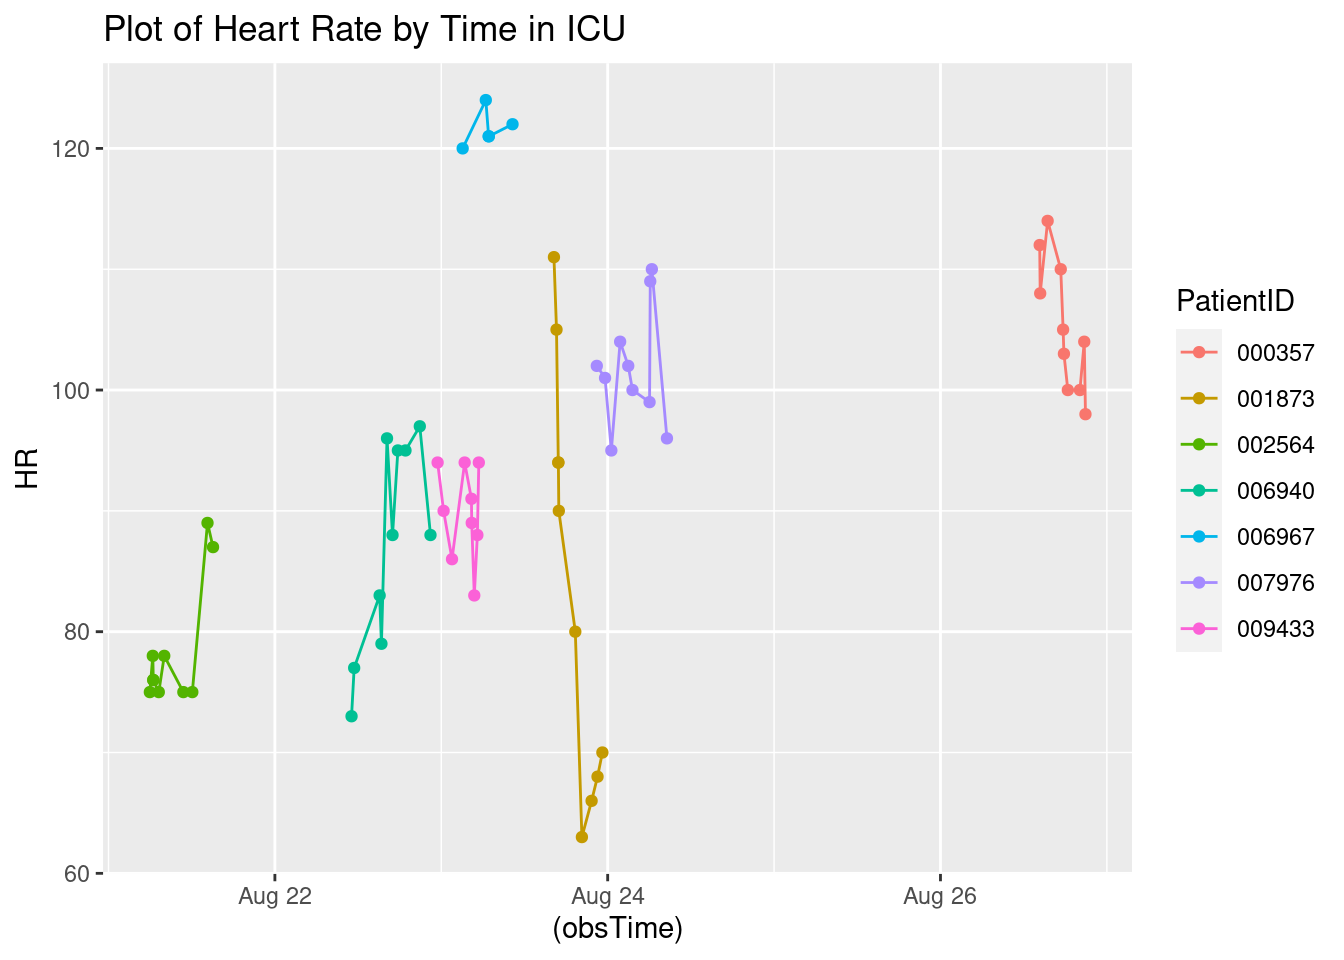 Plot of Heart Rate by Time in ICU
120
100
80
60
HR
Aug 22
Aug 24
Aug 26
(obsTime)
PatientID
000357
001873
002564
006940
006967
007976
009433